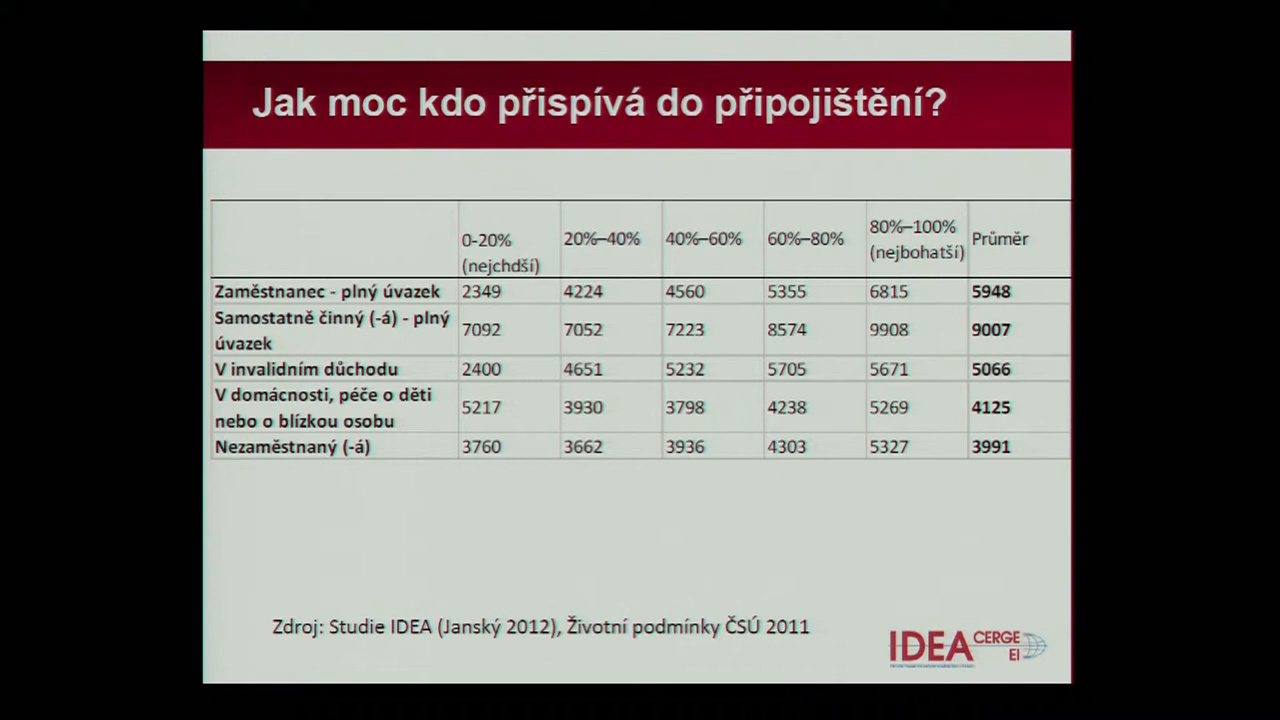 Jak moc kdo přispívá do připojištění?
0-20% (nejchdší) 20%–40% 40%–60% 60%–80% 80%–100% (nejbohatší) Průměr
Zaměstnanec - plný úvazek 2349 4224 4560 5355 6815 5948
Samostatně činný (-á) - plný úvazek 7092 7052 7223 8574 9908 9007
V invalidním důchodu 2400 4651 5232 5705 5671 5066
V domácnosti, péče o děti nebo o blízkou osobu 5217 3930 3798 4238 5269 4125
Nezaměstnaný (-á) 3760 3662 3936 4303 5327 3991
Zdroj: Studie IDEA (Janský 2012), Životní podmínky ČSÚ 2011
IDEA CERGE EI